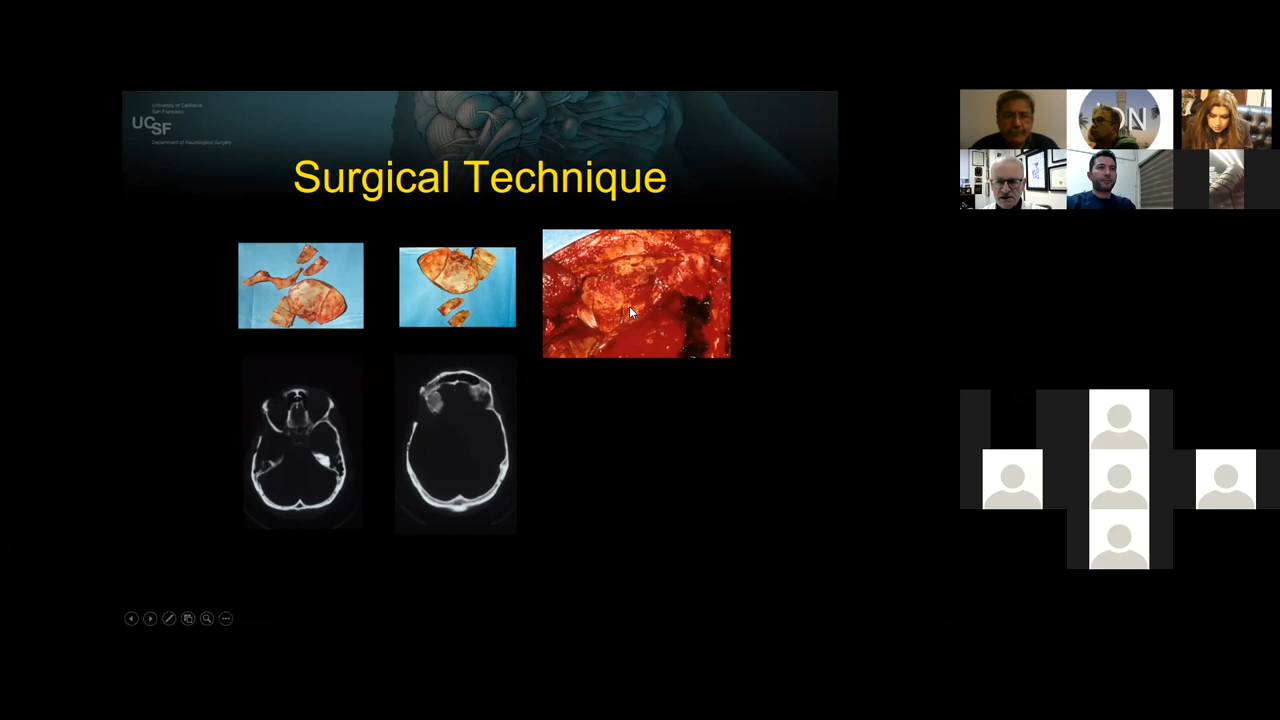 University of California
San Francisco
UCSF
Department of Neurological Surgery
Surgical Technique
N